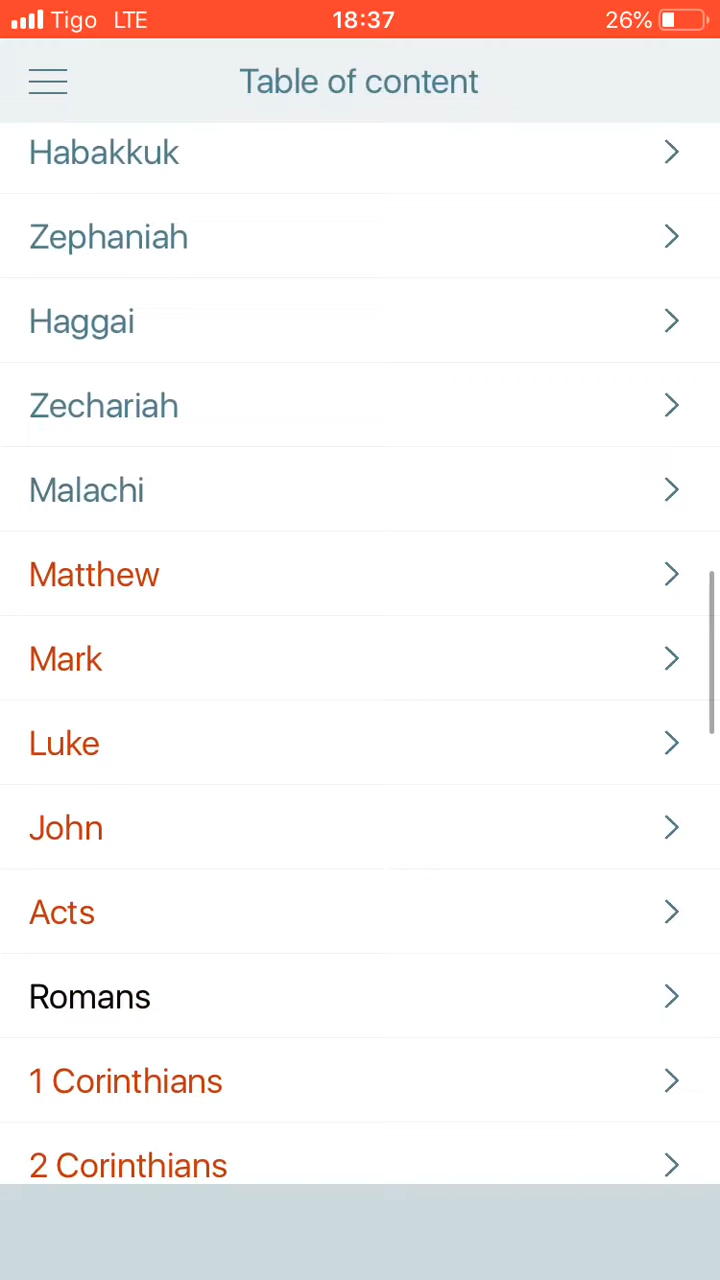 Tigo LTE 18:37 26%
Table of content
Habakkuk
Zephaniah
Haggai
Zechariah
Malachi
Matthew
Mark
Luke
John
Acts
Romans
1 Corinthians
2 Corinthians